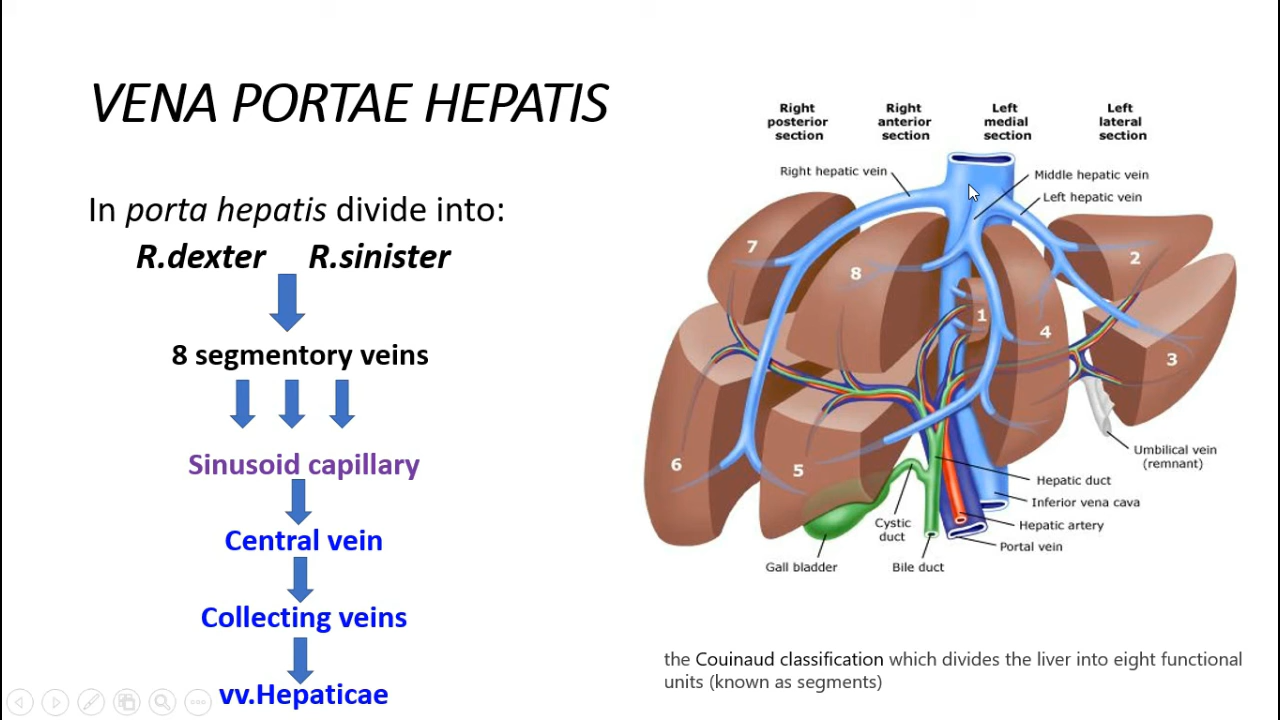 VENA PORTAE HEPATIS
In porta hepatis divide into:
R.dexter R.sinister
8 segmentory veins
Sinusoid capillary
Central vein
Collecting veins
vv.Hepaticae
Right posterior section
Right anterior section
Left medial section
Left lateral section
Right hepatic vein
Middle hepatic vein
Left hepatic vein
7
8
2
1
4
3
6
5
Umbilical vein
(remnant)
Hepatic duct
Inferior vena cava
Hepatic artery
Portal vein
Cystic
duct
Gall bladder
Bile duct
the Couinaud classification which divides the liver into eight functional
units (known as segments)